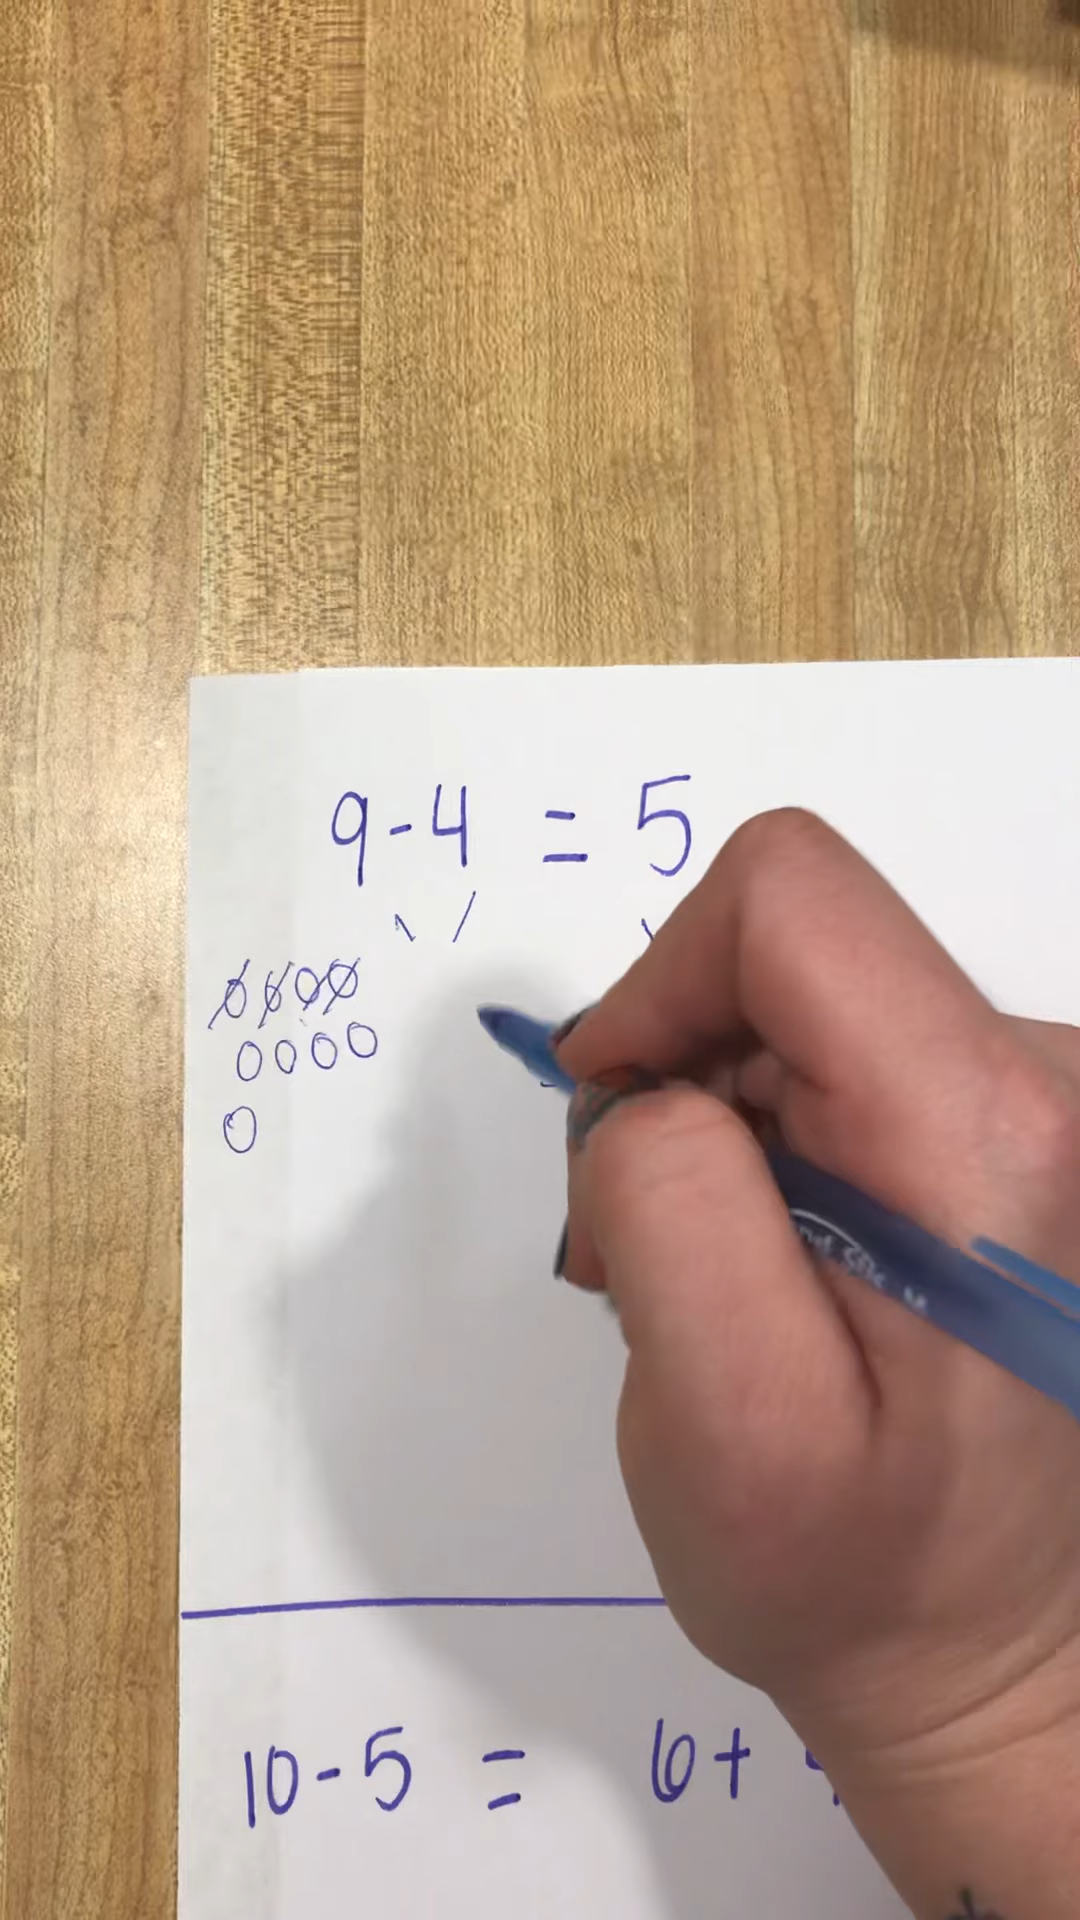 9-4 = 5
10-5 = 6+